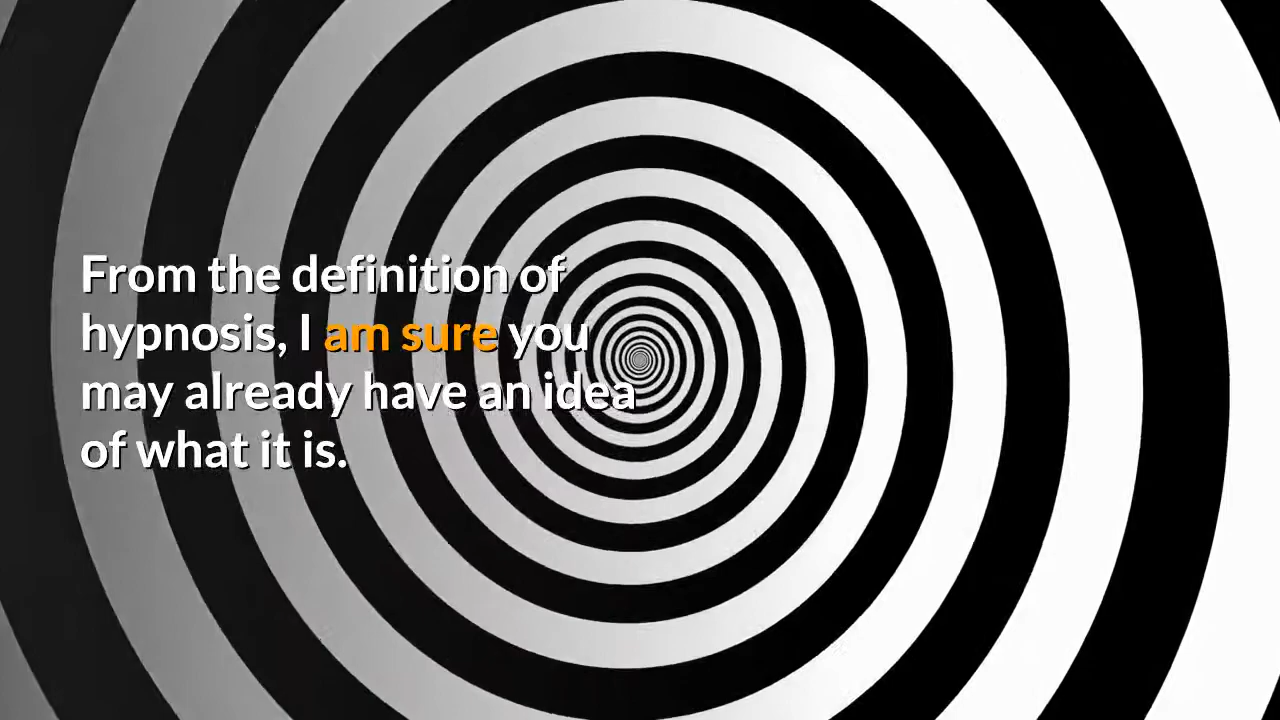 From the definition of
hypnosis, I am sure you
may already have an idea
of what it is.